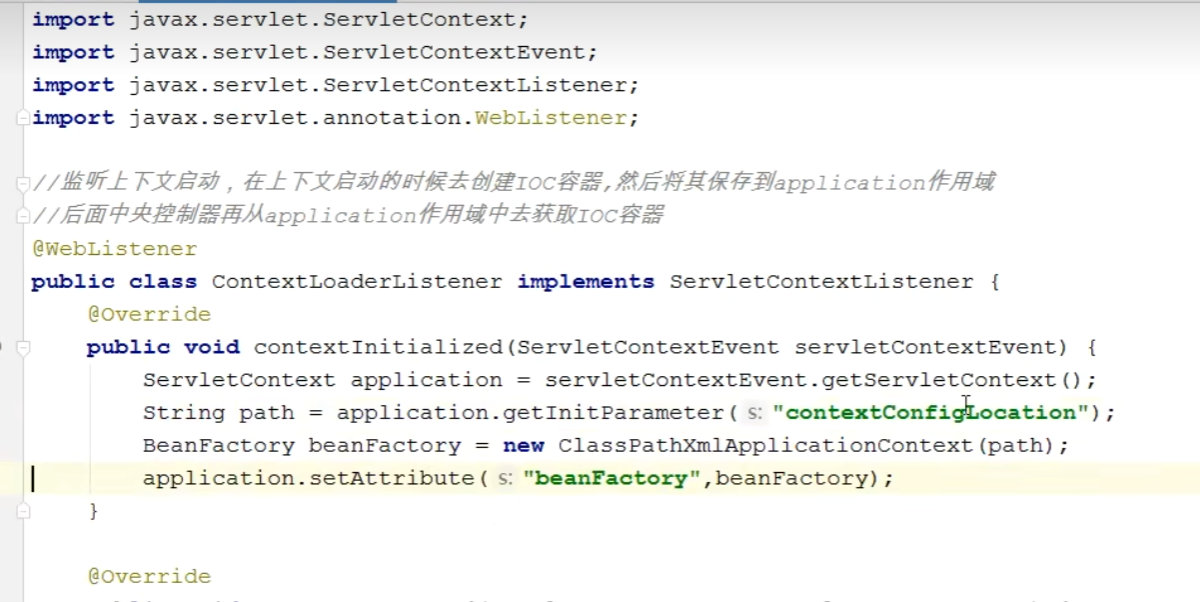 import javax.servlet.ServletContext;
import javax.servlet.ServletContextEvent;
import javax.servlet.ServletContextListener;
import javax.servlet.annotation.WebListener;
//监听上下文启动，在上下文启动的时候去创建IOC容器,然后将其保存到application作用域
//后面中央控制器再从application作用域中去获取IOC容器
@WebListener
public class ContextLoaderListener implements ServletContextListener {
@Override
public void contextInitialized(ServletContextEvent servletContextEvent) {
ServletContext application = servletContextEvent.getServletContext();
String path = application.getInitParameter( s: "contextConfigLocation");
BeanFactory beanFactory = new ClassPathXmlApplicationContext(path);
application.setAttribute( s: "beanFactory",beanFactory);
}
@Override